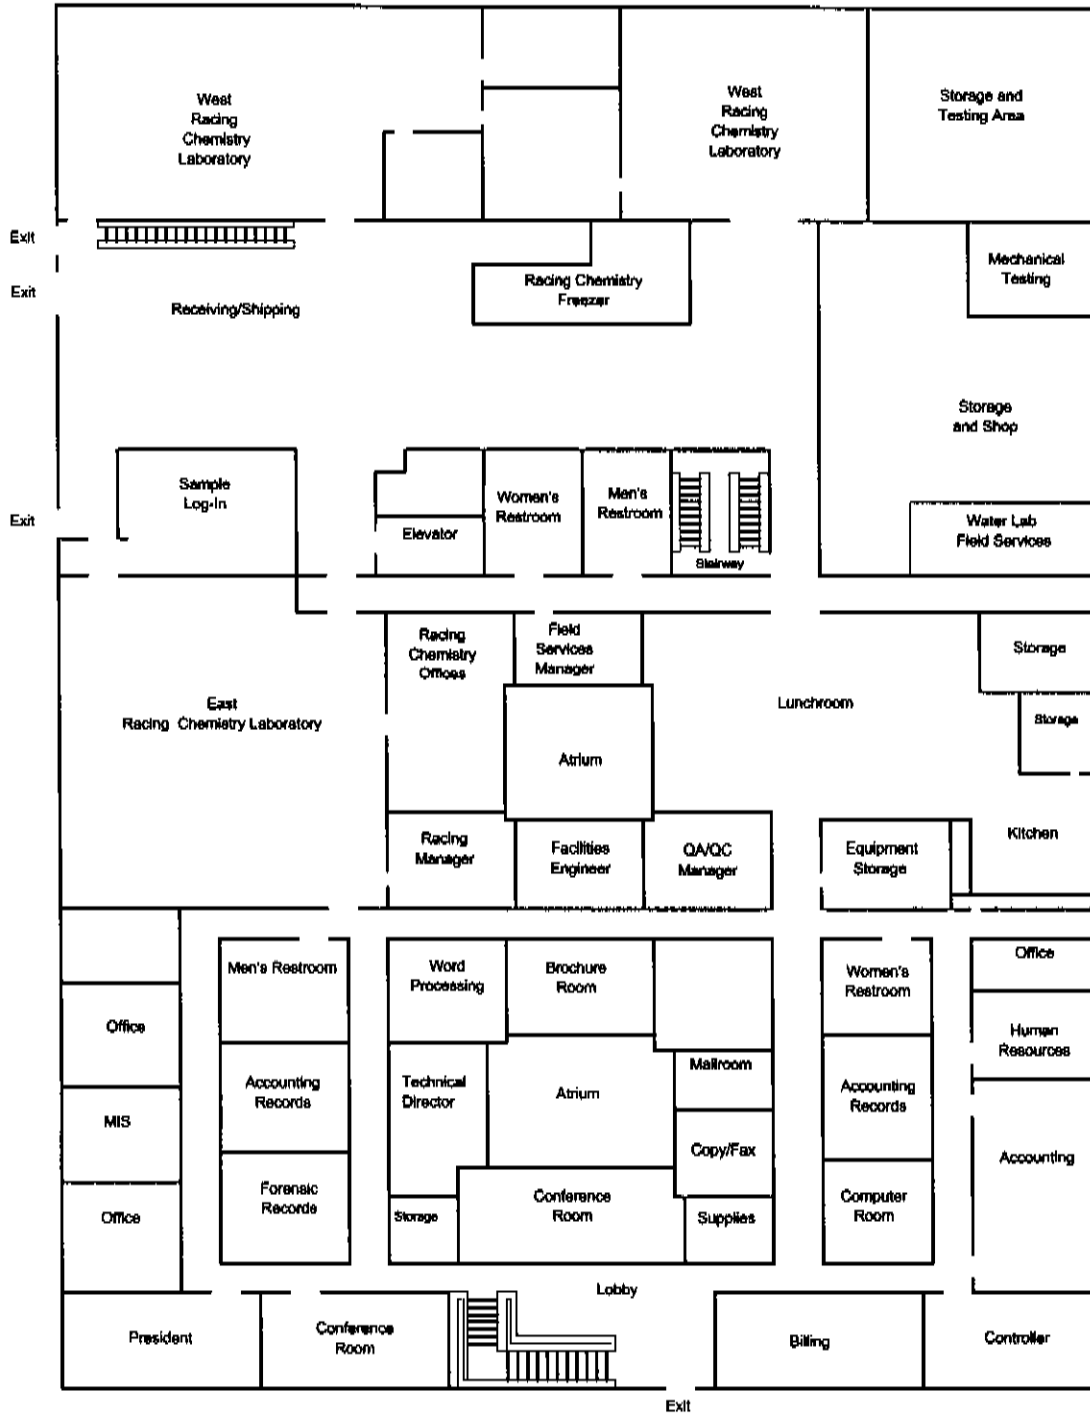 West
Racing
Chemistry
Laboratory
West
Racing
Chemistry
Laboratory
Storage and
Testing Area
Exit
Exit
Receiving/Shipping
Racing Chemistry
Freezer
Mechanical
Testing
Storage
and Shop
Exit
Sample
Log-In
Elevator
Women's
Restroom
Men's
Restroom
Stairway
Water Lab
Field Services
East
Racing Chemistry Laboratory
Racing
Chemistry
Offices
Field
Services
Manager
Atrium
Lunchroom
Storage
Storage
Racing
Manager
Facilities
Engineer
QA/QC
Manager
Equipment
Storage
Kitchen
Men's Restroom
Word
Processing
Brochure
Room
Women's
Restroom
Office
Office
Human
Resources
Accounting
Records
Technical
Director
Atrium
Mailroom
Accounting
Records
MIS
Copy/Fax
Accounting
Office
Forensic
Records
Storage
Conference
Room
Supplies
Computer
Room
Lobby
President
Conference
Room
Billing
Controller
Exit